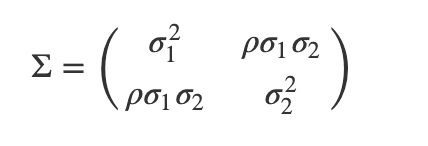 Σ = ( σ₁² ρσ₁σ₂
ρσ₁σ₂ σ₂² )